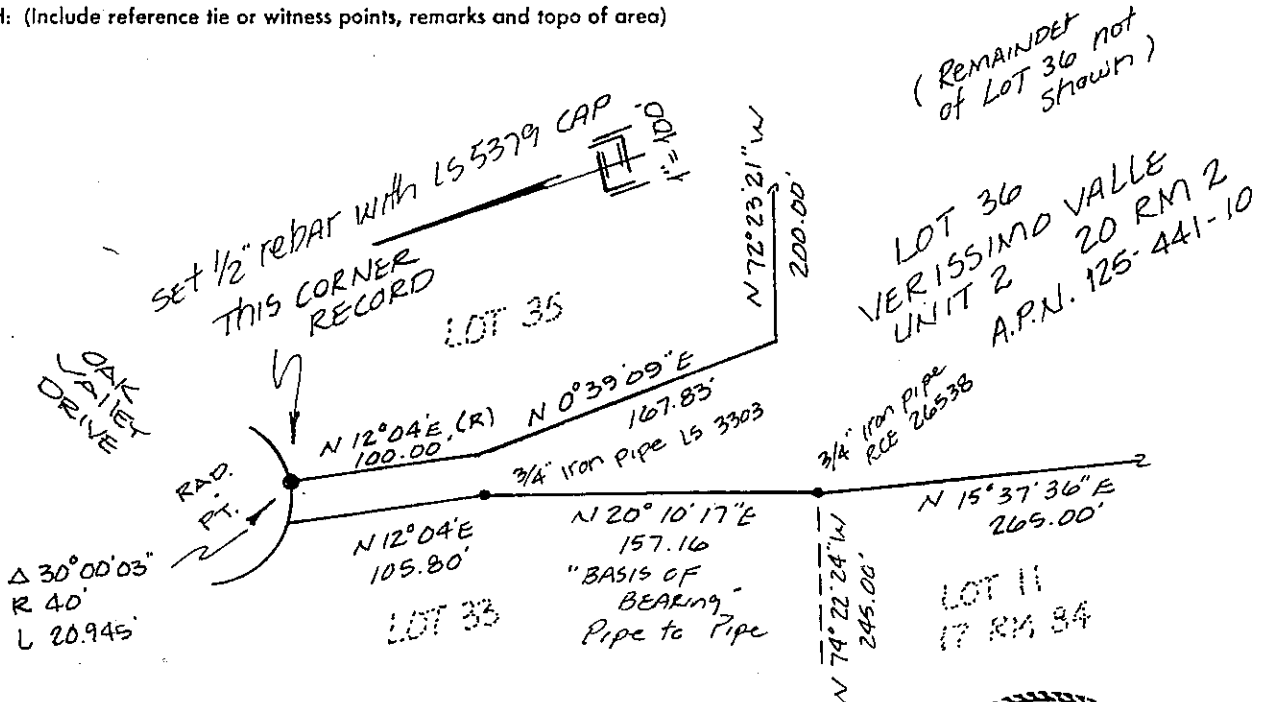 H: (Include reference tie or witness points, remarks and topo of area)
(REMAINDER
of LOT 36 not
shown)
SET 1/2" rebar with LS 5379 CAP
THIS CORNER
RECORD
1"=100'
N 72°23'21" W
200.00'
LOT 36
VERISSIMO VALLE
UNIT 2 20 RM 2
A.P.N. 125-441-10
LOT 35
OAK
VALLEY
DRIVE
N 12°04'E (R)
100.00'
N 0°39'09"E
167.83'
3/4" Iron Pipe LS 3303
3/4" Iron Pipe
RCE 26538
RAD.
PT.
Δ 30°00'03"
R 40'
L 20.945'
N 12°04'E
105.80'
LOT 33
N 20°10'17"E
157.16
"BASIS OF
BEARING -
Pipe to Pipe
N 74°22'24"W
245.00'
N 15°37'36"E
265.00'
LOT 11
17 RM 84